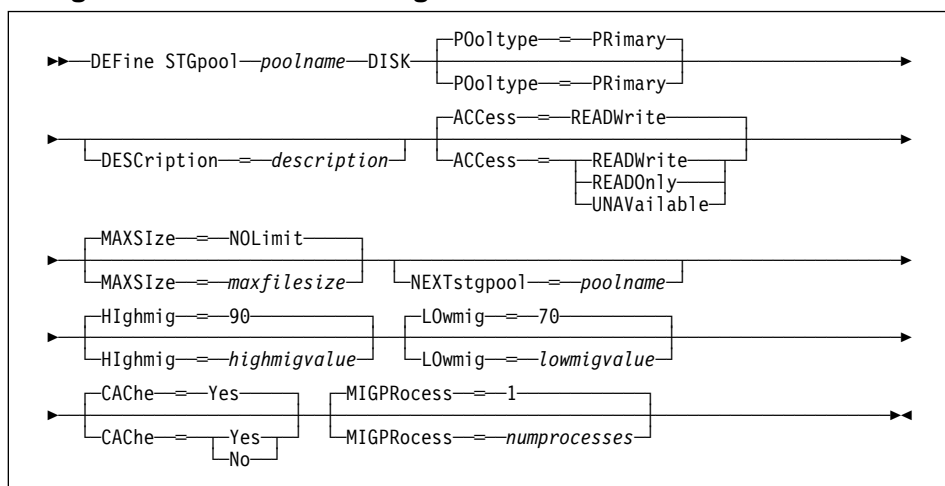 POoltype = PRimary
DEFine STGpool poolname DISK
POoltype = PRimary
ACCess = READWrite
DESCription = description
ACCess = READWrite
READOnly
UNAVailable
MAXSIze = NOLimit
MAXSIze = maxfilesize
NEXTstgpool = poolname
HIghmig = 90
LOwmig = 70
HIghmig = highmigvalue
LOwmig = lowmigvalue
CAChe = Yes
MIGPRocess = 1
CAChe = Yes
No
MIGPRocess = numprocesses